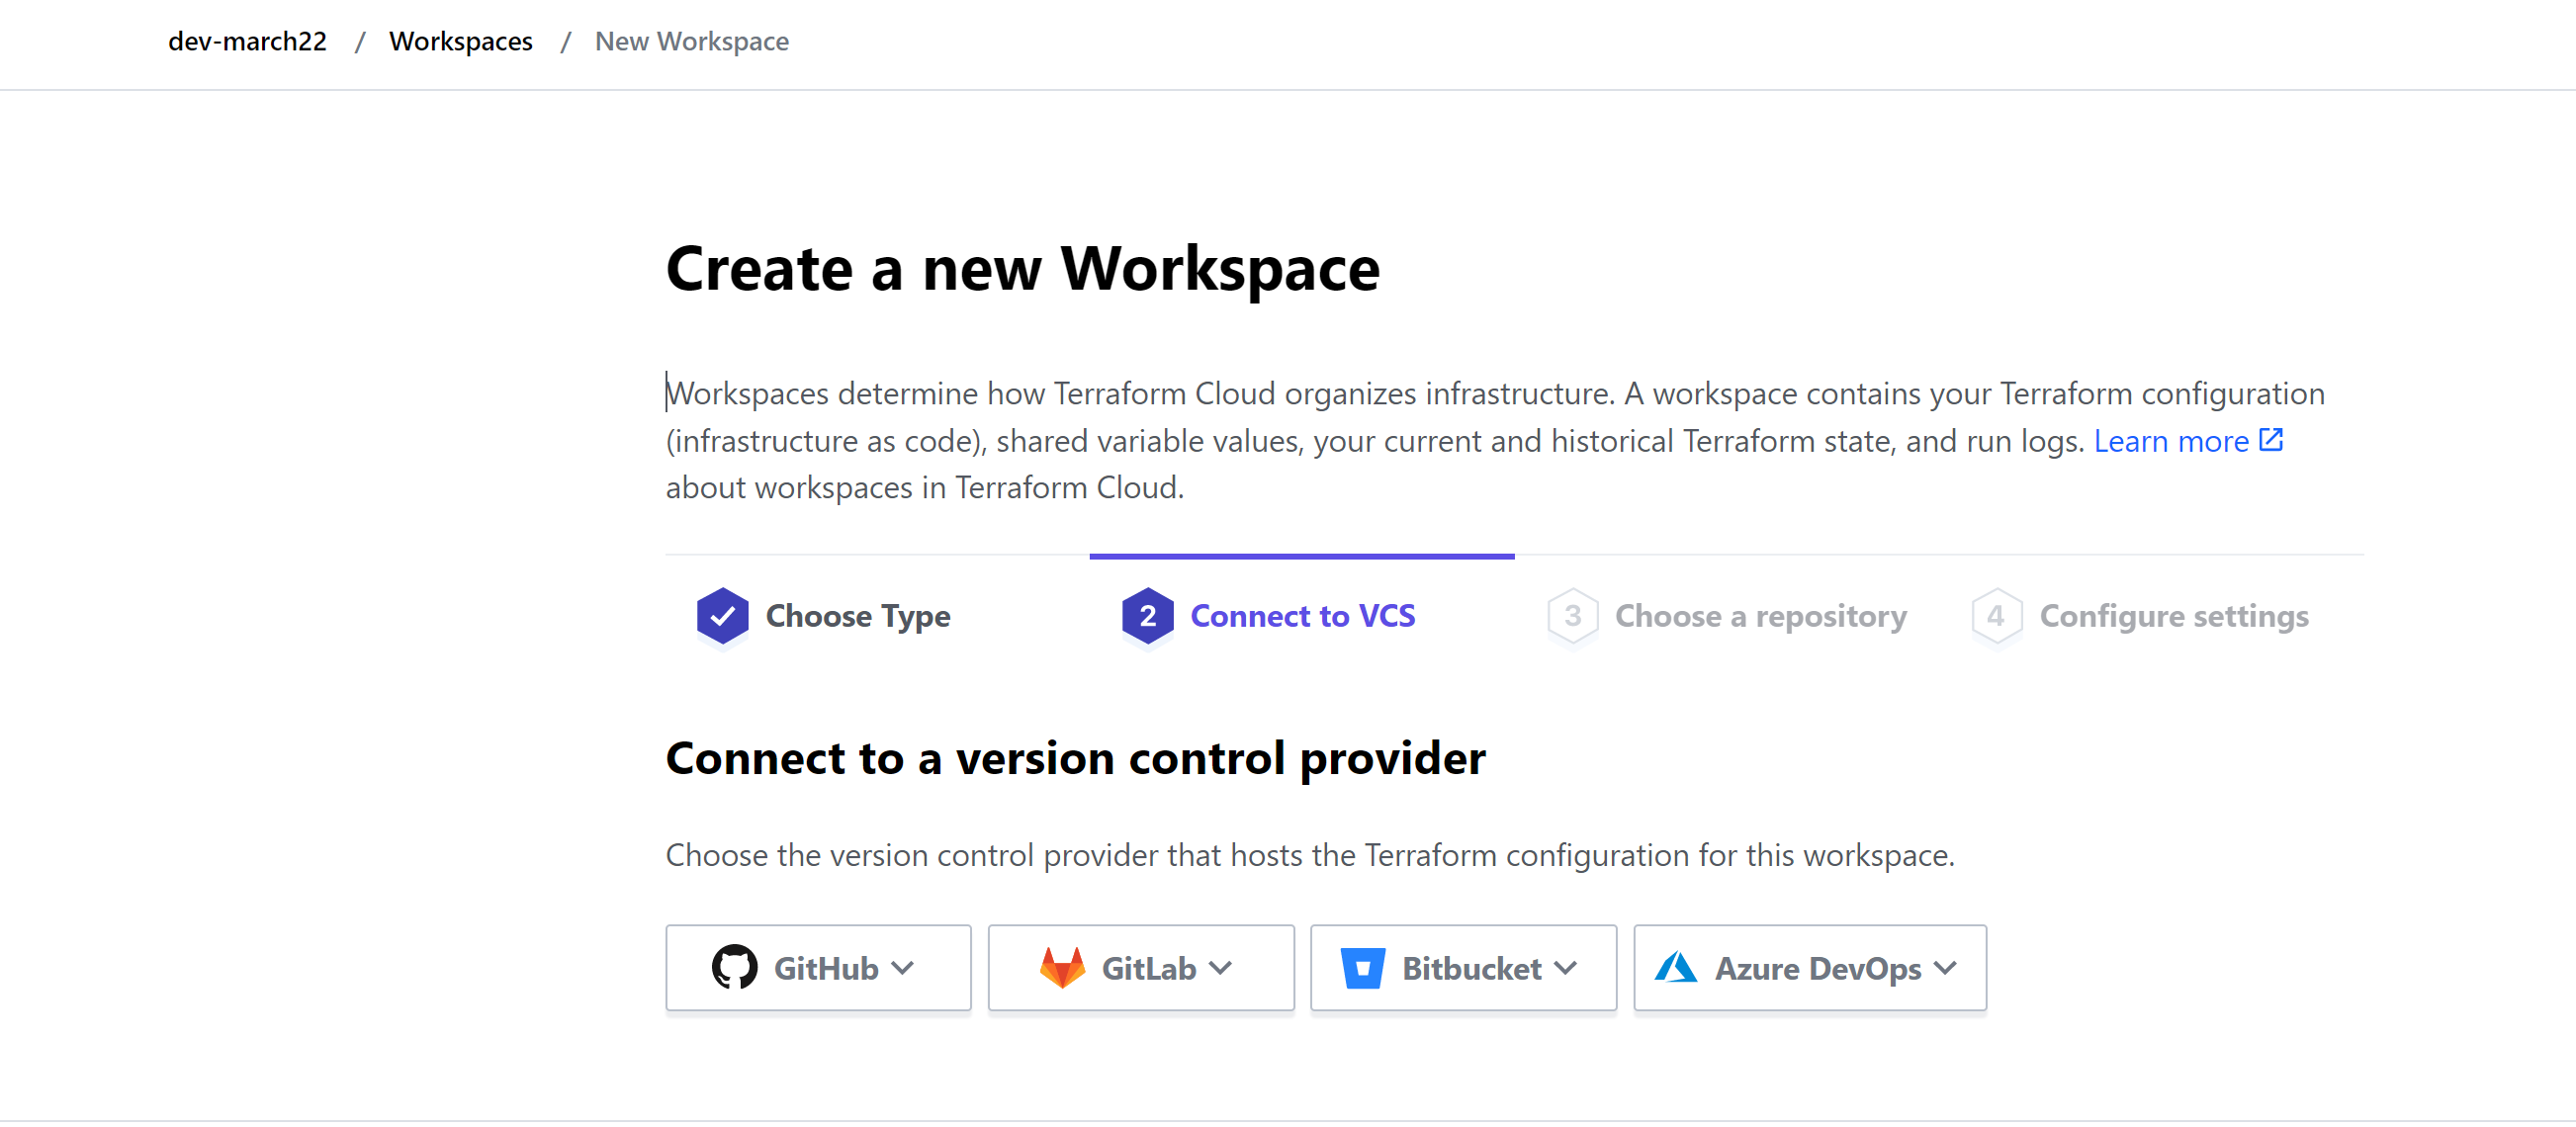 dev-march22 / Workspaces / New Workspace
Create a new Workspace
Workspaces determine how Terraform Cloud organizes infrastructure. A workspace contains your Terraform configuration
(infrastructure as code), shared variable values, your current and historical Terraform state, and run logs. Learn more
about workspaces in Terraform Cloud.
Choose Type 2 Connect to VCS 3 Choose a repository 4 Configure settings
Connect to a version control provider
Choose the version control provider that hosts the Terraform configuration for this workspace.
GitHub GitLab Bitbucket Azure DevOps